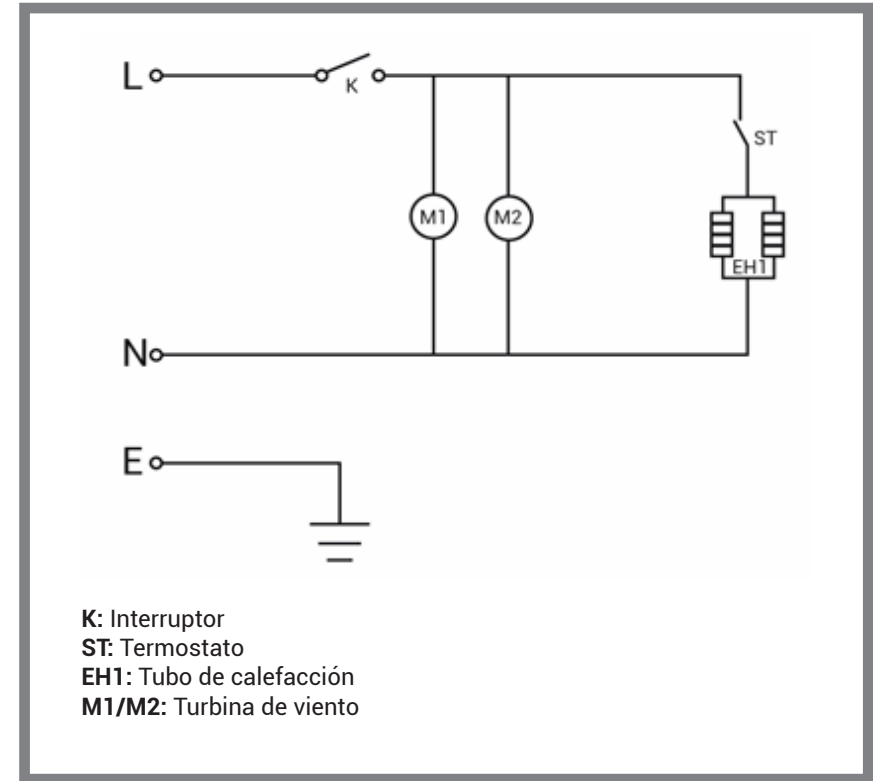 L
K
ST
M1
M2
EH1
N
E
K: Interruptor
ST: Termostato
EH1: Tubo de calefacción
M1/M2: Turbina de viento